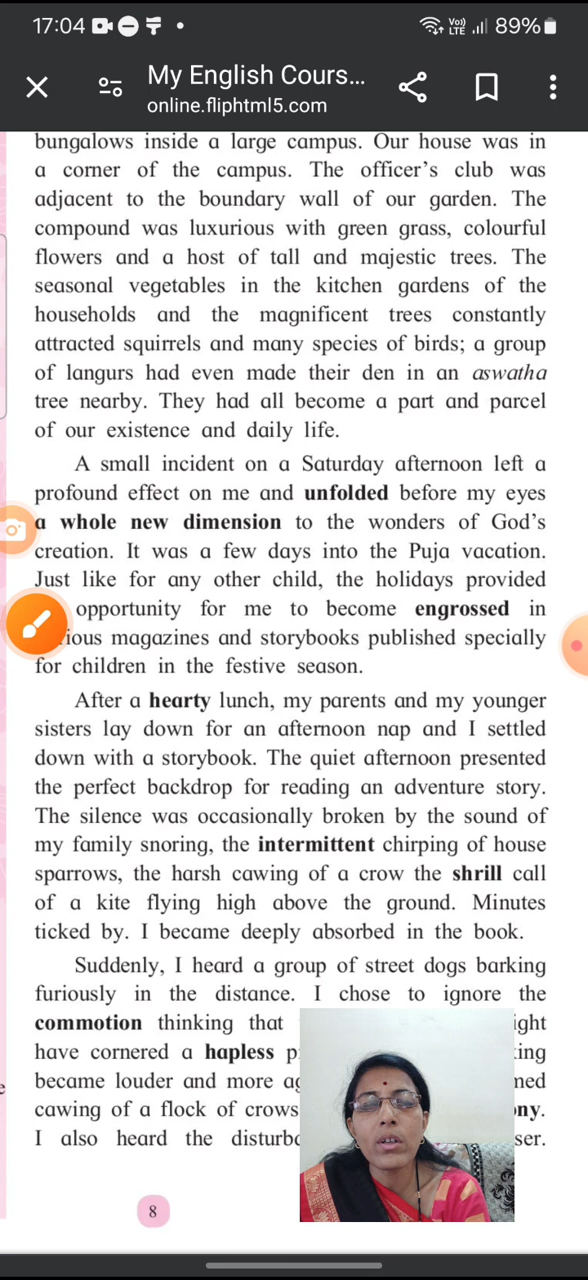 17:04
Vo)) LTE
89%
My English Cours...
online.fliphtml5.com
bungalows inside a large campus. Our house was in
a corner of the campus. The officer's club was
adjacent to the boundary wall of our garden. The
compound was luxurious with green grass, colourful
flowers and a host of tall and majestic trees. The
seasonal vegetables in the kitchen gardens of the
households and the magnificent trees constantly
attracted squirrels and many species of birds; a group
of langurs had even made their den in an aswatha
tree nearby. They had all become a part and parcel
of our existence and daily life.
A small incident on a Saturday afternoon left a
profound effect on me and unfolded before my eyes
a whole new dimension to the wonders of God's
creation. It was a few days into the Puja vacation.
Just like for any other child, the holidays provided
opportunity for me to become engrossed in
ious magazines and storybooks published specially
for children in the festive season.
After a hearty lunch, my parents and my younger
sisters lay down for an afternoon nap and I settled
down with a storybook. The quiet afternoon presented
the perfect backdrop for reading an adventure story.
The silence was occasionally broken by the sound of
my family snoring, the intermittent chirping of house
sparrows, the harsh cawing of a crow the shrill call
of a kite flying high above the ground. Minutes
ticked by. I became deeply absorbed in the book.
Suddenly, I heard a group of street dogs barking
furiously in the distance. I chose to ignore the
commotion thinking that ight
have cornered a hapless p king
became louder and more ag med
cawing of a flock of crows ony.
I also heard the disturb ser.
8